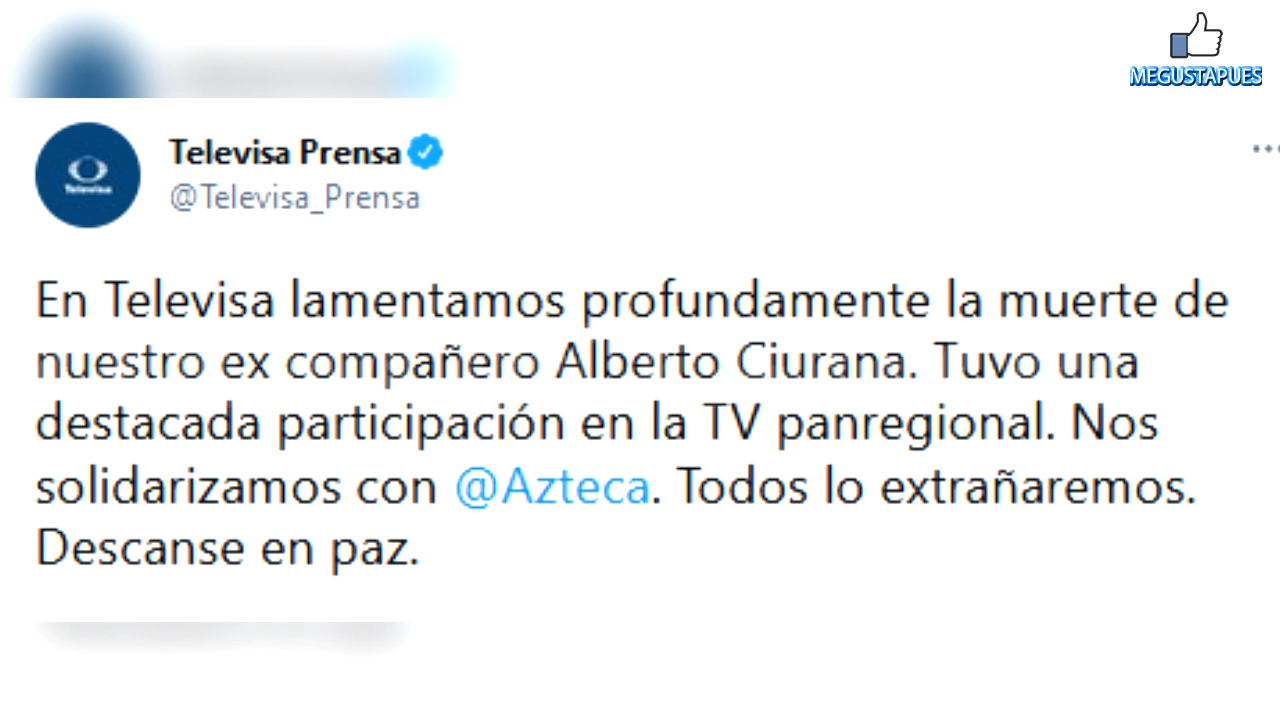 MEGUSTAPUES
Televisa Prensa
@Televisa_Prensa
Televisa
En Televisa lamentamos profundamente la muerte de
nuestro ex compañero Alberto Ciurana. Tuvo una
destacada participación en la TV panregional. Nos
solidarizamos con @Azteca. Todos lo extrañaremos.
Descanse en paz.